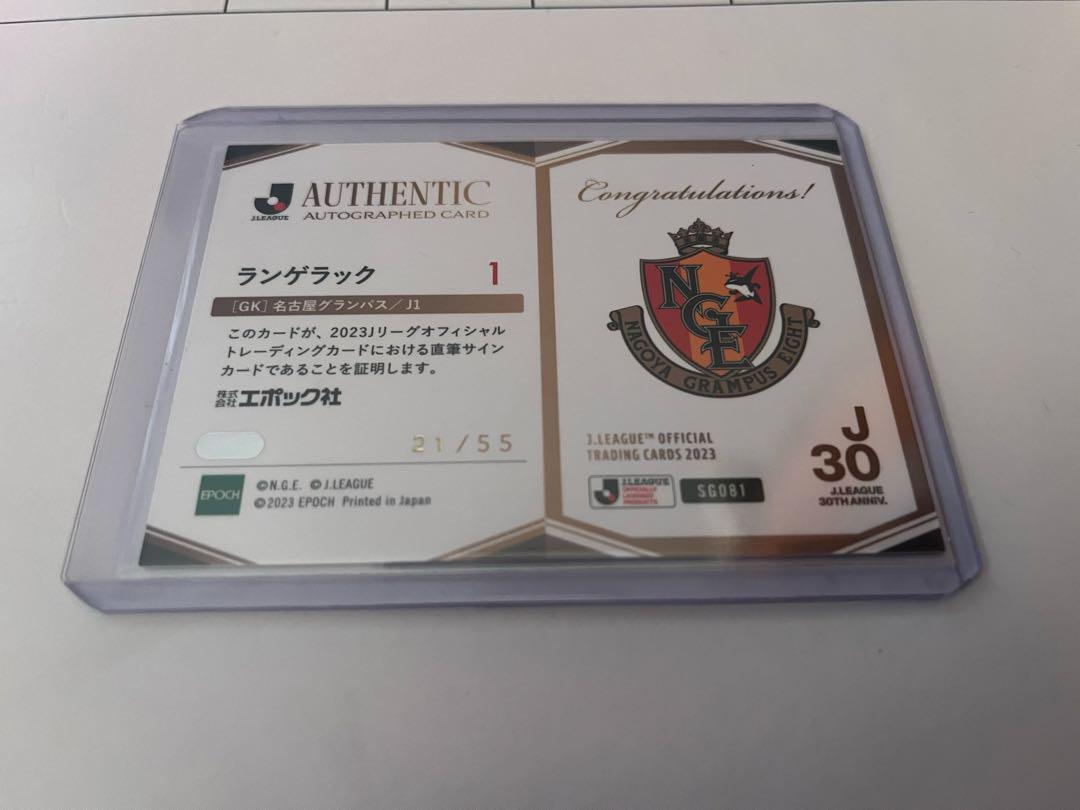 J.LEAGUE
AUTHENTIC
AUTOGRAPHED CARD
ランゲラック 1
[GK] 名古屋グランパス/J1
このカードが、2023Jリーグオフィシャル
トレーディングカードにおける直筆サイン
カードであることを証明します。
株式会社エポック社
21/55
EPOCH
©N.G.E. ©J.LEAGUE
©2023 EPOCH Printed in Japan
Congratulations!
NGE
NAGOYA GRAMPUS EIGHT
J.LEAGUE™ OFFICIAL
TRADING CARDS 2023
J.LEAGUE
OFFICIALLY
LICENSED
PRODUCTS
SG081
J
30
J.LEAGUE
30TH ANNIV.